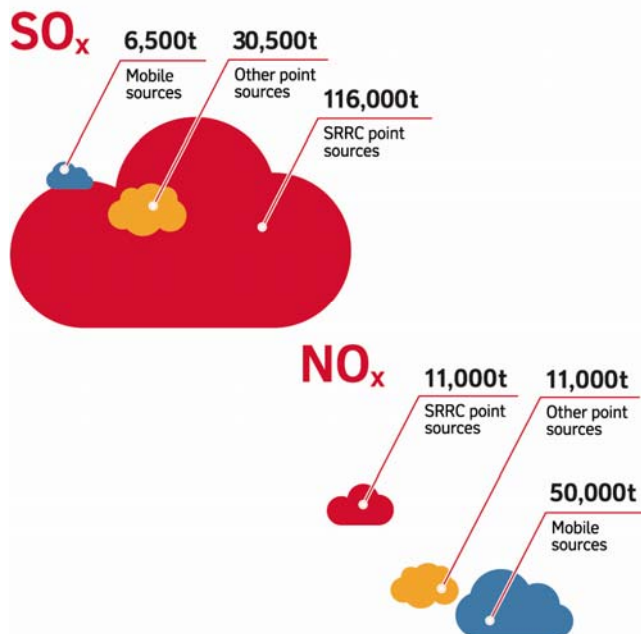 SOx
6,500t
Mobile
sources
30,500t
Other point
sources
116,000t
SRRC point
sources
NOx
11,000t
SRRC point
sources
11,000t
Other point
sources
50,000t
Mobile
sources